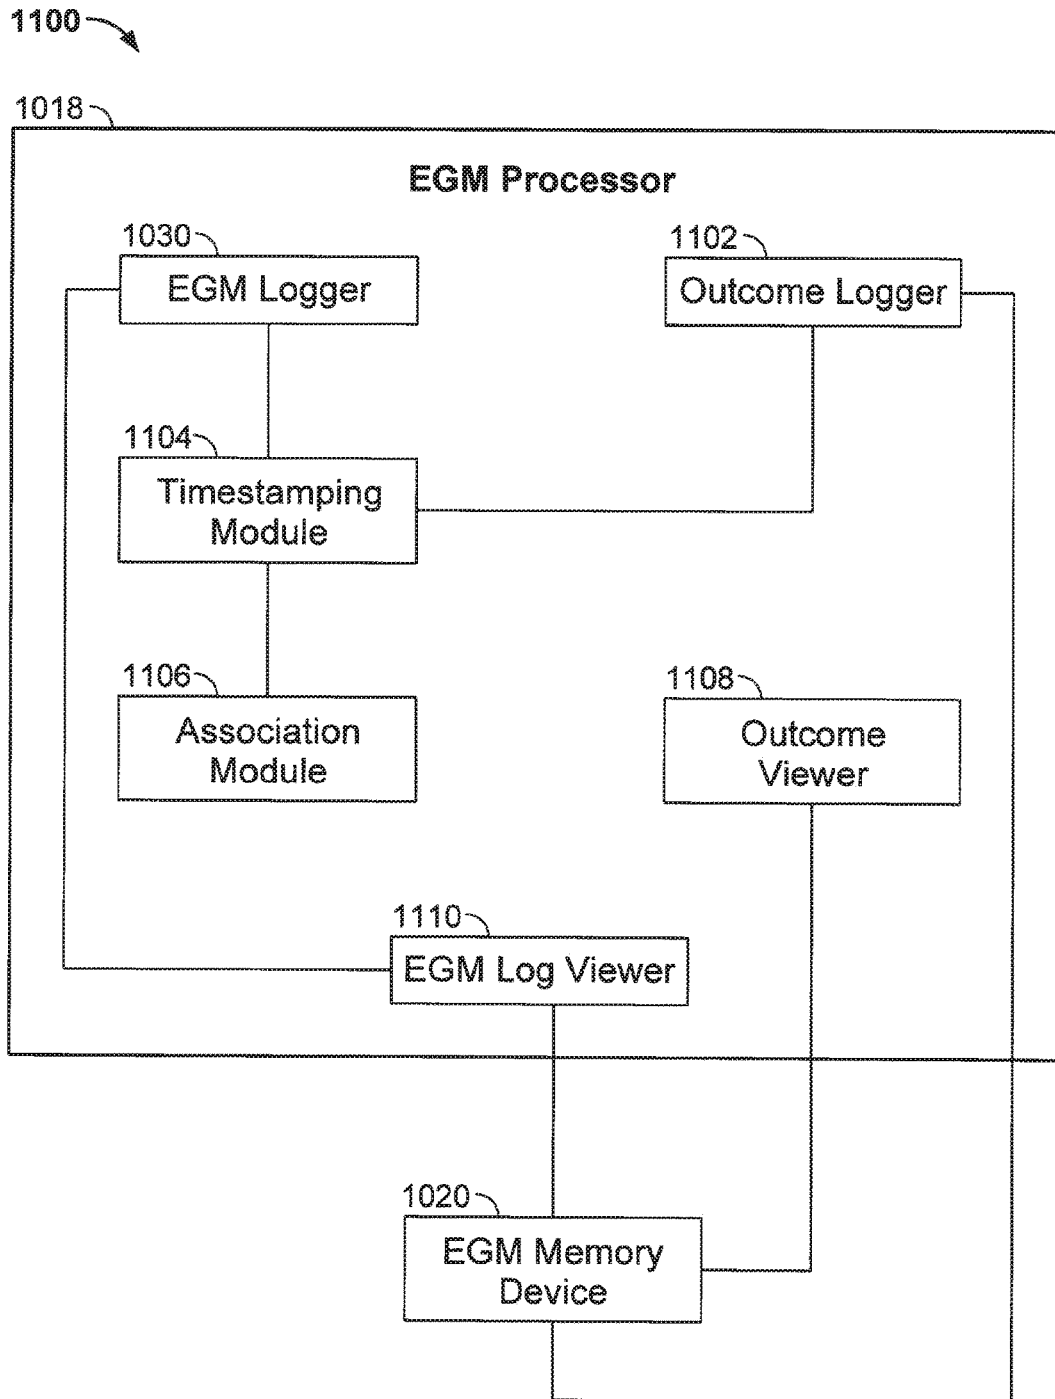 1100
1018
EGM Processor
1030
EGM Logger
1102
Outcome Logger
1104
Timestamping
Module
1106
Association
Module
1108
Outcome
Viewer
1110
EGM Log Viewer
1020
EGM Memory
Device